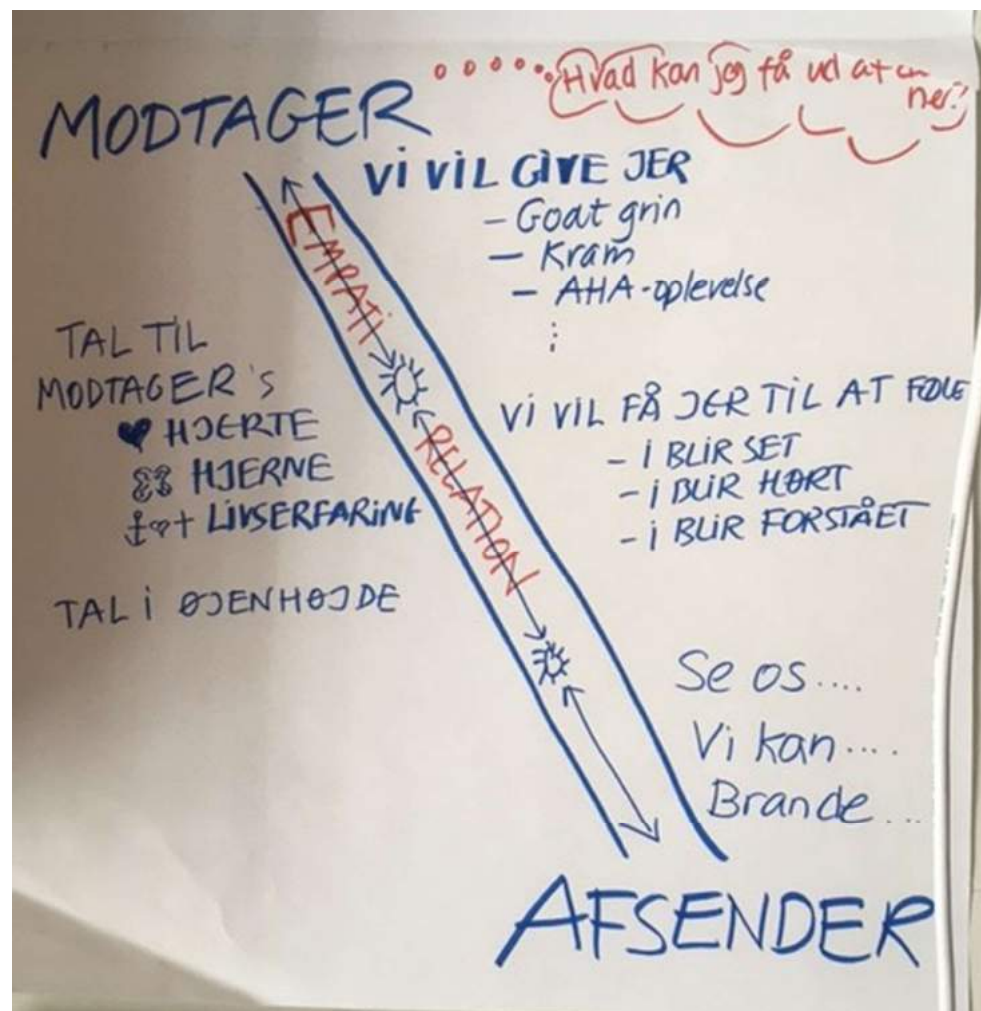 MODTAGER
Hvad kan jeg få ud at
ner?
Vi VIL GIVE JER
- Goat grin
- Kram
- AHA-oplevelse
EMPATi
TAL TIL
MODTAGER'S
HJERTE
HJERNE
LIVSERFARING
TAL i ØJENHØJDE
RELATION
Vi VIL FÅ JER TIL AT FØLE
- I BLIR SET
- i BLIR HØRT
- i BLIR FORSTÅET
Se os....
Vi kan....
Brande...
AFSENDER